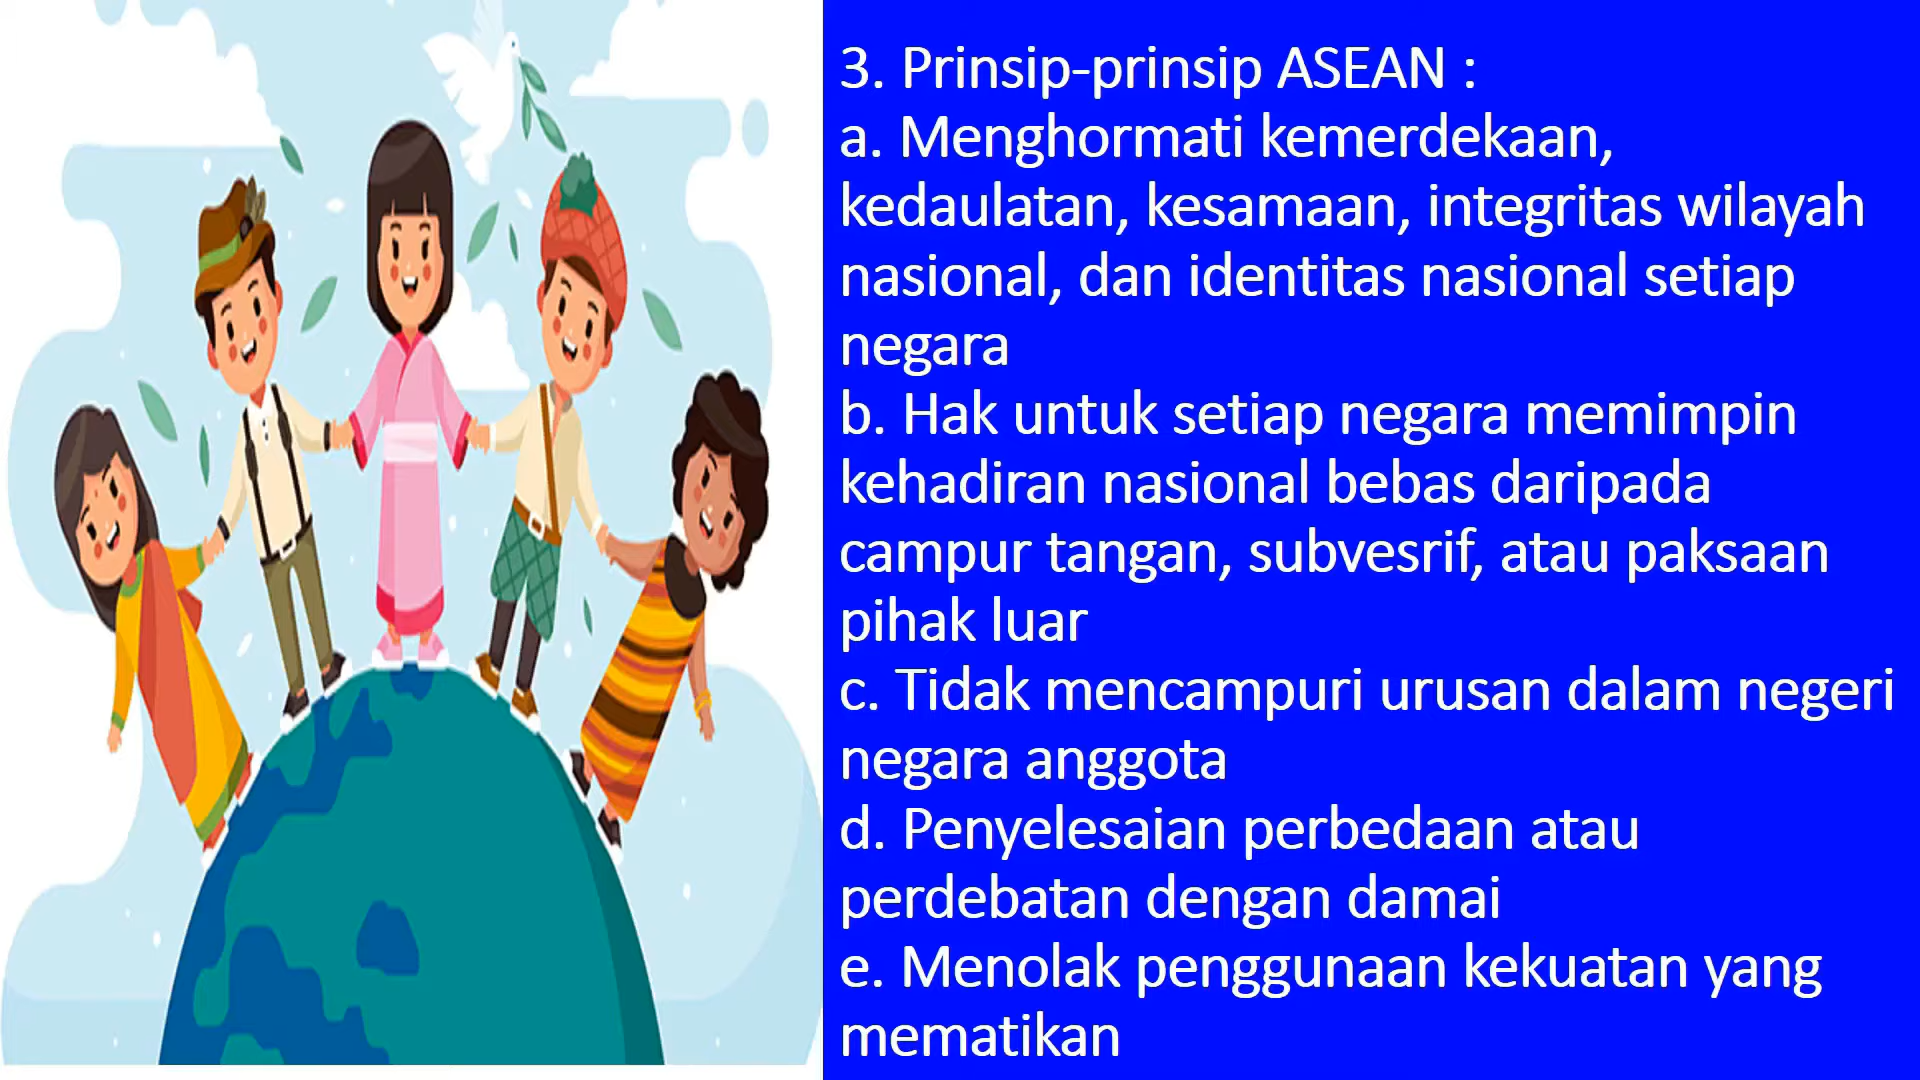 3. Prinsip-prinsip ASEAN :
a. Menghormati kemerdekaan,
kedaulatan, kesamaan, integritas wilayah
nasional, dan identitas nasional setiap
negara
b. Hak untuk setiap negara memimpin
kehadiran nasional bebas daripada
campur tangan, subvesrif, atau paksaan
pihak luar
c. Tidak mencampuri urusan dalam negeri
negara anggota
d. Penyelesaian perbedaan atau
perdebatan dengan damai
e. Menolak penggunaan kekuatan yang
mematikan